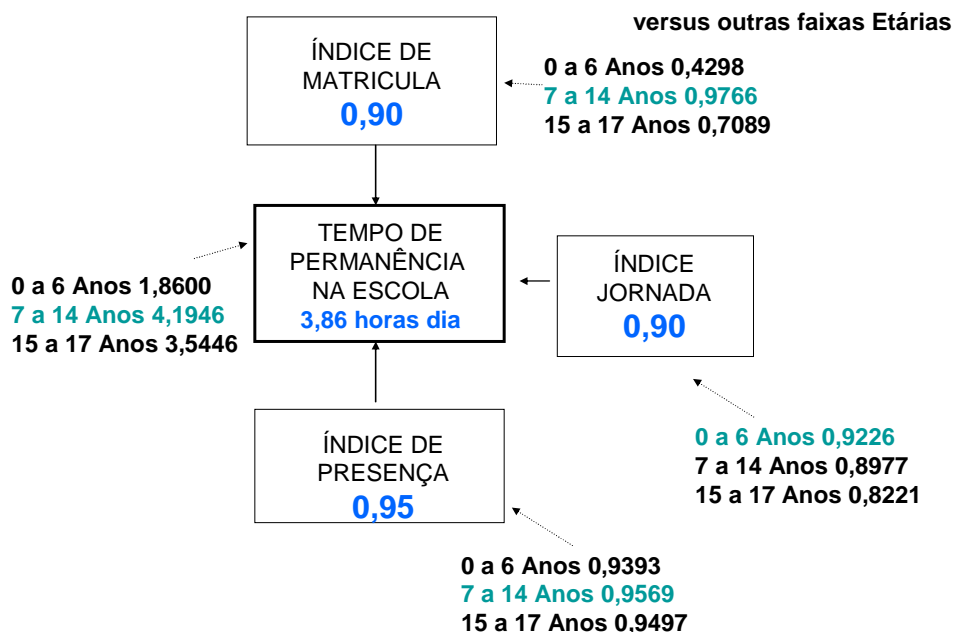 versus outras faixas Etárias
ÍNDICE DE
MATRICULA
0,90
0 a 6 Anos 0,4298
7 a 14 Anos 0,9766
15 a 17 Anos 0,7089
TEMPO DE
PERMANÊNCIA
NA ESCOLA
3,86 horas dia
0 a 6 Anos 1,8600
7 a 14 Anos 4,1946
15 a 17 Anos 3,5446
ÍNDICE
JORNADA
0,90
0 a 6 Anos 0,9226
7 a 14 Anos 0,8977
15 a 17 Anos 0,8221
ÍNDICE DE
PRESENÇA
0,95
0 a 6 Anos 0,9393
7 a 14 Anos 0,9569
15 a 17 Anos 0,9497